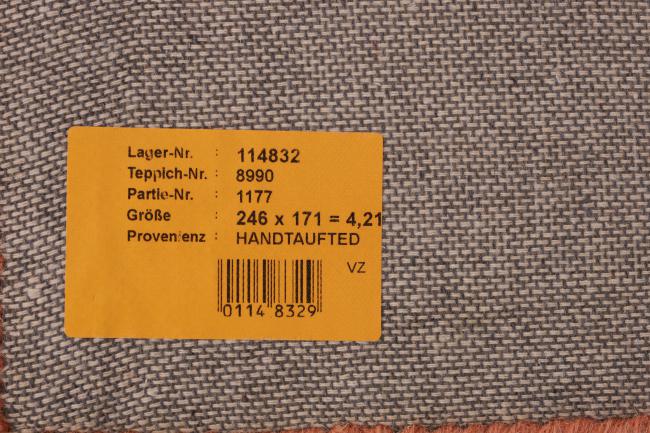 Lager-Nr. : 114832
Teppich-Nr. : 8990
Partie-Nr. : 1177
Größe : 246 x 171 = 4,21
Provenienz : HANDTAUFTED
VZ
0114 8329